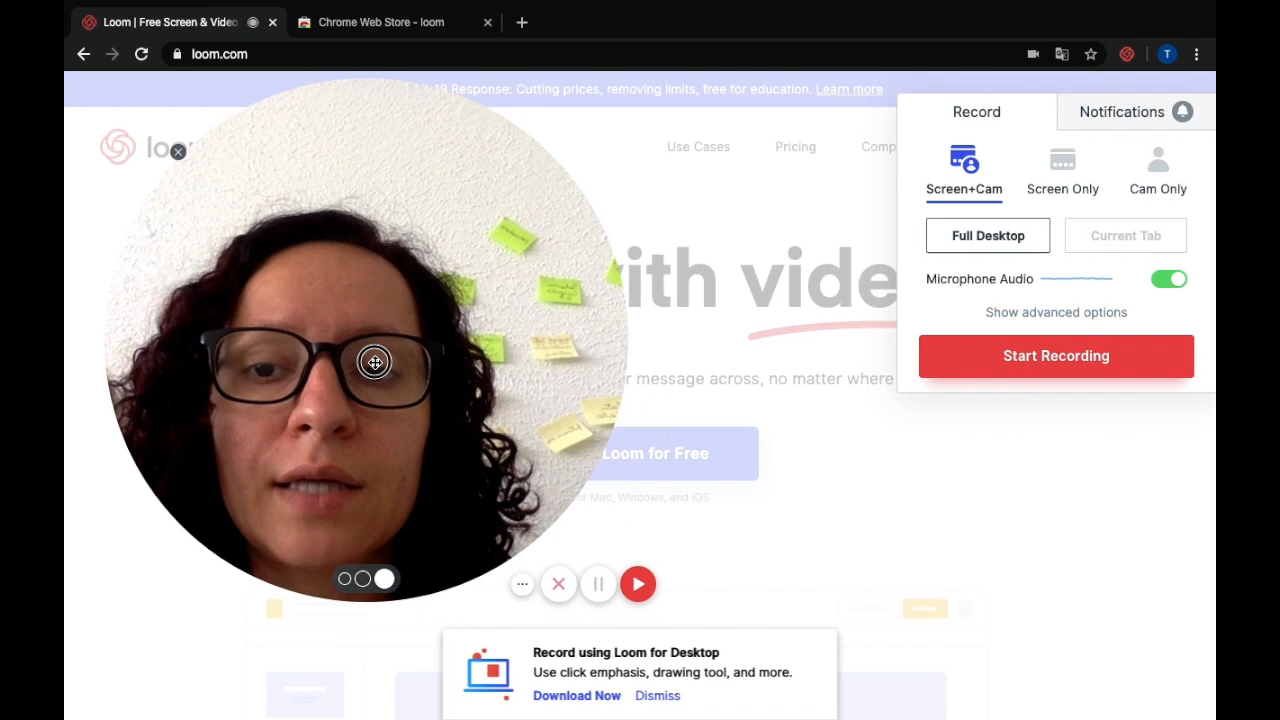 Loom | Free Screen & Video
Chrome Web Store - loom
loom.com
T
Response: Cutting prices, removing limits, free for education. Learn more
Use Cases
Pricing
Comp
Record
Notifications
Screen+Cam
Screen Only
Cam Only
Full Desktop
Current Tab
Microphone Audio
Show advanced options
Start Recording
with vide
r message across, no matter where
Loom for Free
or Mac, Windows, and iOS
Record using Loom for Desktop
Use click emphasis, drawing tool, and more.
Download Now
Dismiss